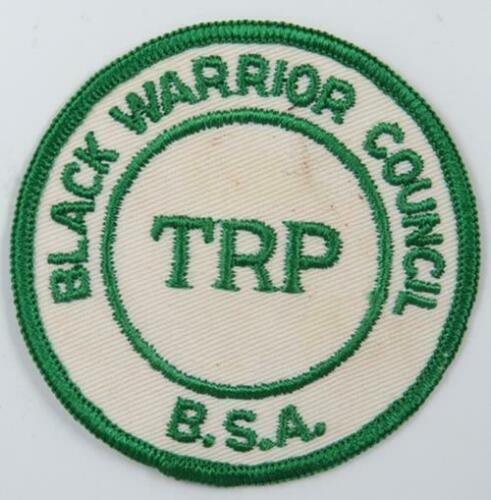 BLACK WARRIOR COUNCIL
TRP
B.S.A.